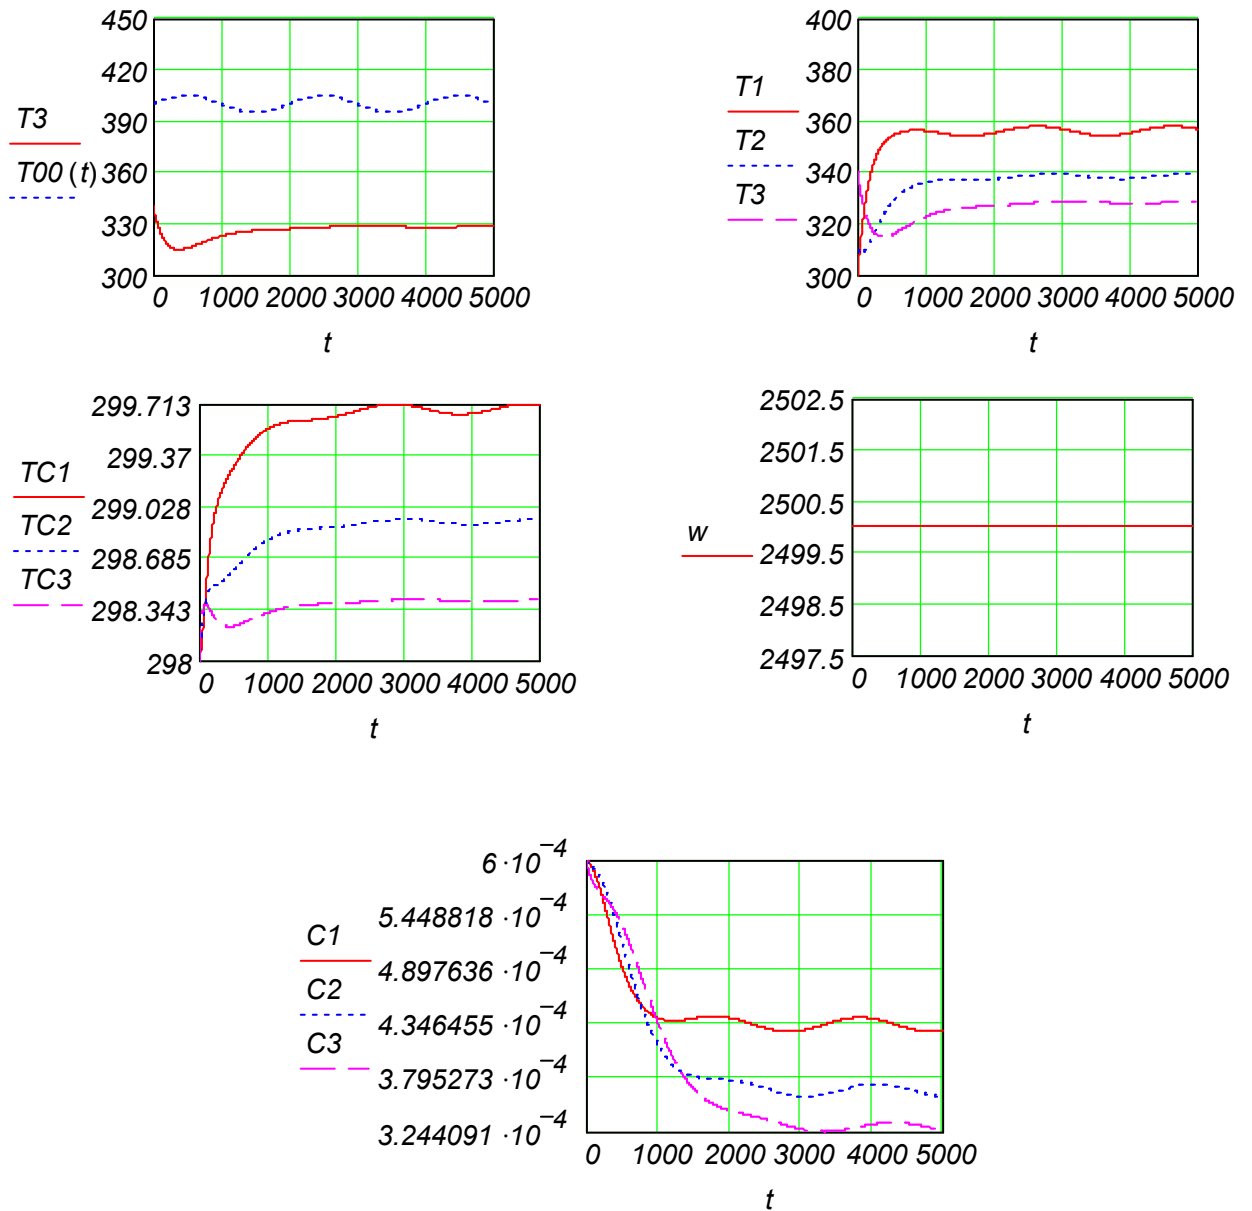 450
420
390
360
330
300
T3
T00 (t)
0 1000 2000 3000 4000 5000
t
400
380
360
340
320
300
T1
T2
T3
0 1000 2000 3000 4000 5000
t
299.713
299.37
299.028
298.685
298.343
298
TC1
TC2
TC3
0 1000 2000 3000 4000 5000
t
2502.5
2501.5
2500.5
2499.5
2498.5
2497.5
w
0 1000 2000 3000 4000 5000
t
6·10⁻⁴
5.448818·10⁻⁴
4.897636·10⁻⁴
4.346455·10⁻⁴
3.795273·10⁻⁴
3.244091·10⁻⁴
C1
C2
C3
0 1000 2000 3000 4000 5000
t